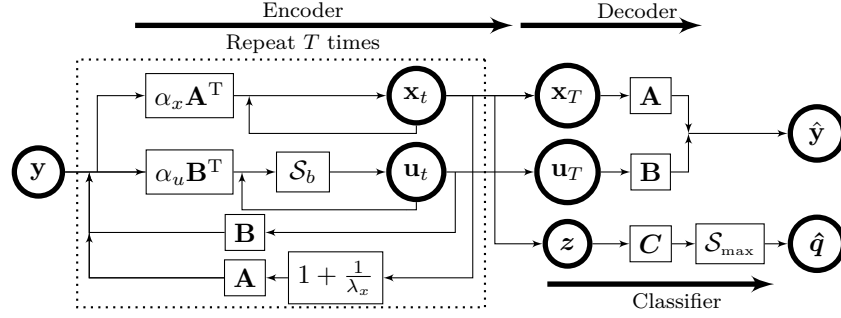 Encoder Decoder
Repeat T times
α_x A^T x_t x_T A
ŷ
y α_u B^T S_b u_t u_T B
B z C S_max q̂
A 1 + 1/λ_x
Classifier